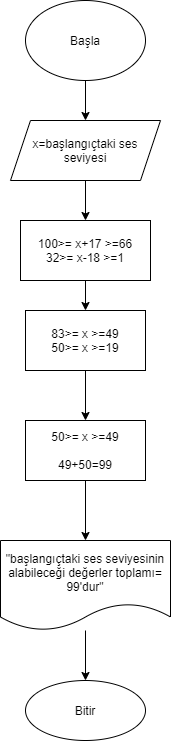 Başla
x=başlangıçtaki ses
seviyesi
100>= x+17 >=66
32>= x-18 >=1
83>= x >=49
50>= x >=19
50>= x >=49
49+50=99
"başlangıçtaki ses seviyesinin
alabileceği değerler toplamı=
99'dur"
Bitir